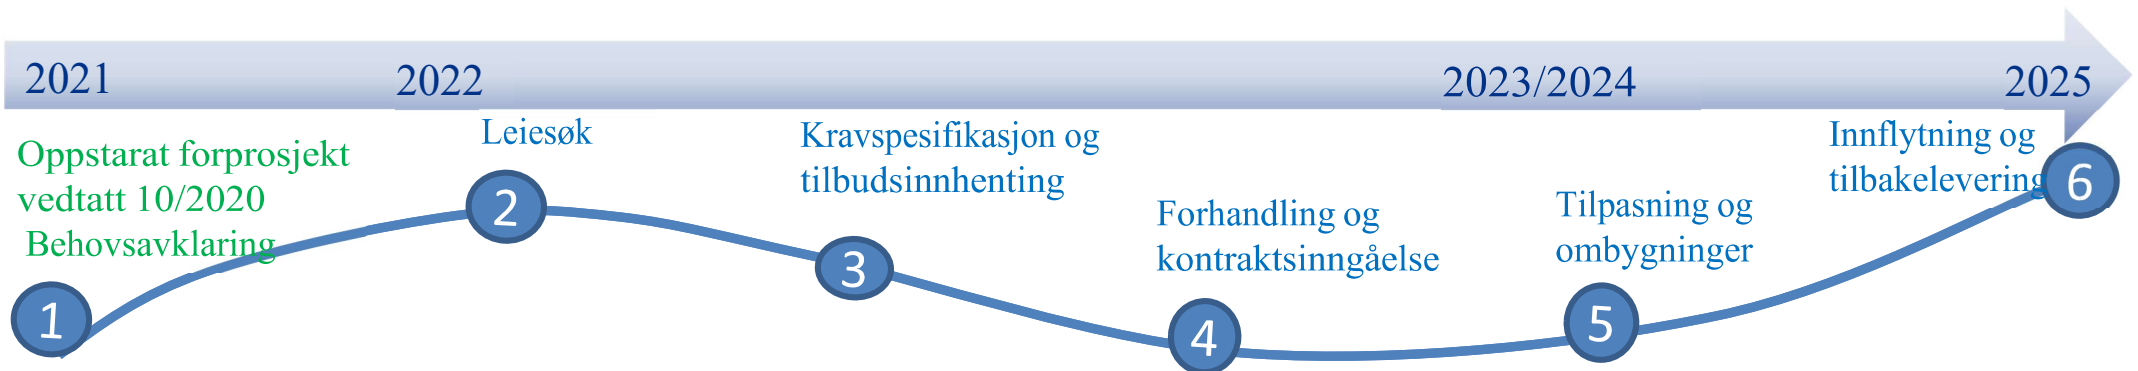 2021
2022
2023/2024
2025
Oppstarat forprosjekt
vedtatt 10/2020
Behovsavklaring
1
Leiesøk
2
Kravspesifikasjon og
tilbudsinnhenting
3
Forhandling og
kontraktsinngåelse
4
Tilpasning og
ombygninger
5
Innflytning og
tilbakelevering
6